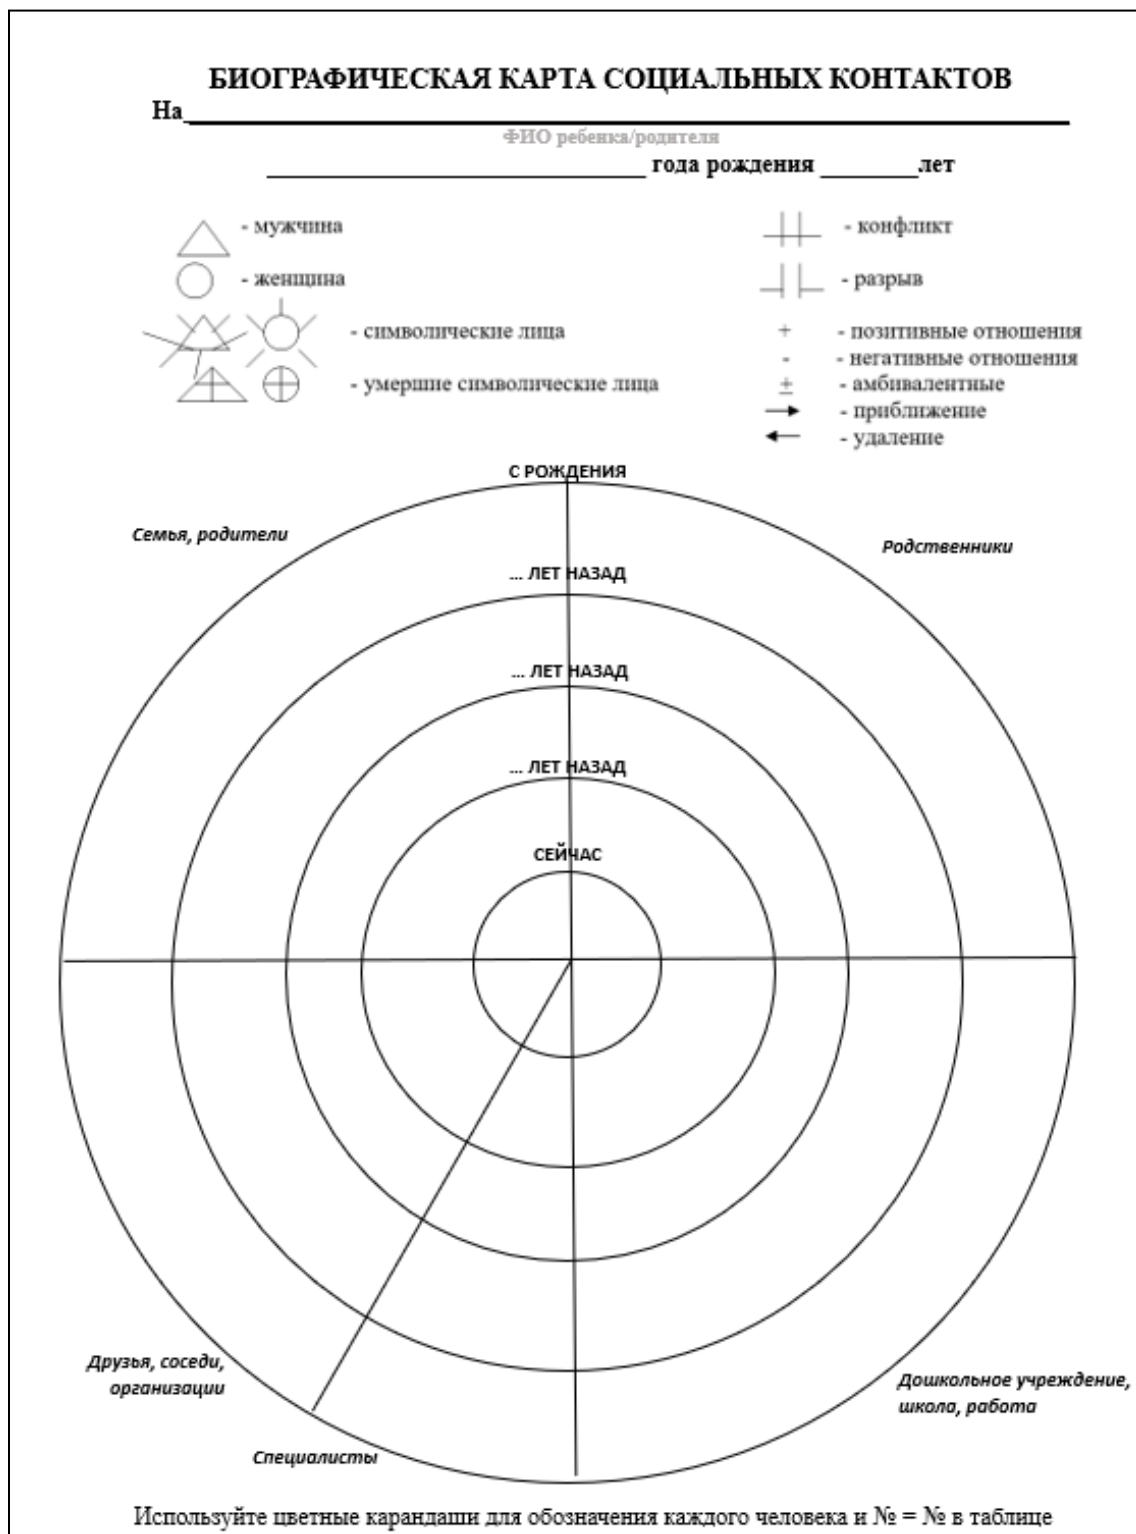 БИОГРАФИЧЕСКАЯ КАРТА СОЦИАЛЬНЫХ КОНТАКТОВ
На
ФИО ребенка/родителя
года рождения ________лет
- мужчина
- женщина
- символические лица
- умершие символические лица
- конфликт
- разрыв
+ - позитивные отношения
- - негативные отношения
± - амбивалентные
→ - приближение
← - удаление
С РОЖДЕНИЯ
Семья, родители
Родственники
... ЛЕТ НАЗАД
... ЛЕТ НАЗАД
... ЛЕТ НАЗАД
СЕЙЧАС
Друзья, соседи,
организации
Дошкольное учреждение,
школа, работа
Специалисты
Используйте цветные карандаши для обозначения каждого человека и № = № в таблице